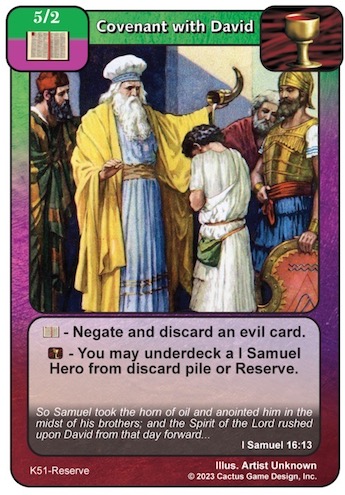 5/2
Covenant with David
- Negate and discard an evil card.
- You may underdeck a I Samuel
Hero from discard pile or Reserve.
So Samuel took the horn of oil and anointed him in the
midst of his brothers; and the Spirit of the Lord rushed
upon David from that day forward...
I Samuel 16:13
K51-Reserve
Illus. Artist Unknown
© 2023 Cactus Game Design, Inc.